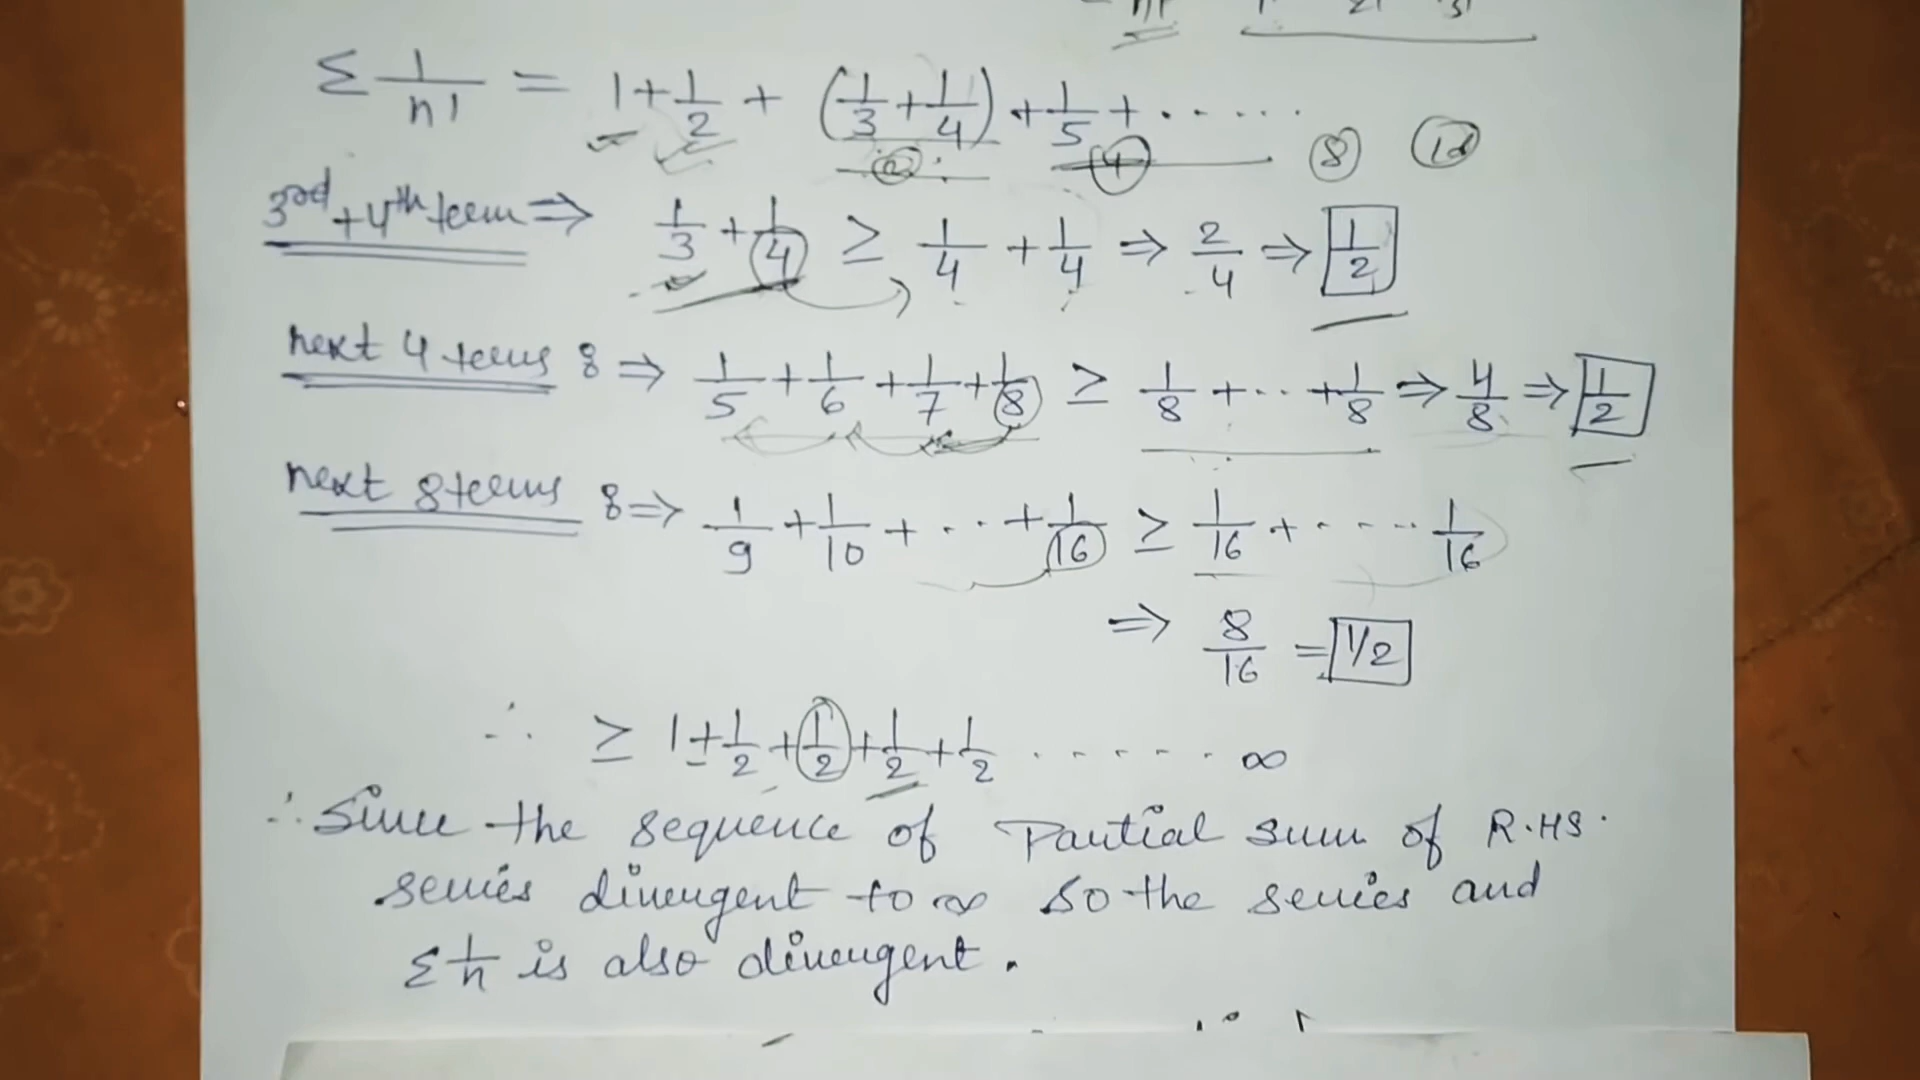 Σ 1/n¹ = 1 + 1/2 + (1/3 + 1/4) + 1/5 + ......
② ④ ⑧
3rd + 4th term ⇒ 1/3 + 1/4 ≥ 1/4 + 1/4 ⇒ 2/4 ⇒ 1/2
next 4 terms : ⇒ 1/5 + 1/6 + 1/7 + 1/8 ≥ 1/8 + ... + 1/8 ⇒ 4/8 ⇒ 1/2
next 8 terms : ⇒ 1/9 + 1/10 + ... + 1/16 ≥ 1/16 + ..... 1/16
⇒ 8/16 = 1/2
∴ ≥ 1 + 1/2 + 1/2 + 1/2 + 1/2 ...... ∞
∴ Since the sequence of Partial sum of R.HS.
series divergent to ∞ so the series and
Σ 1/n is also divergent.